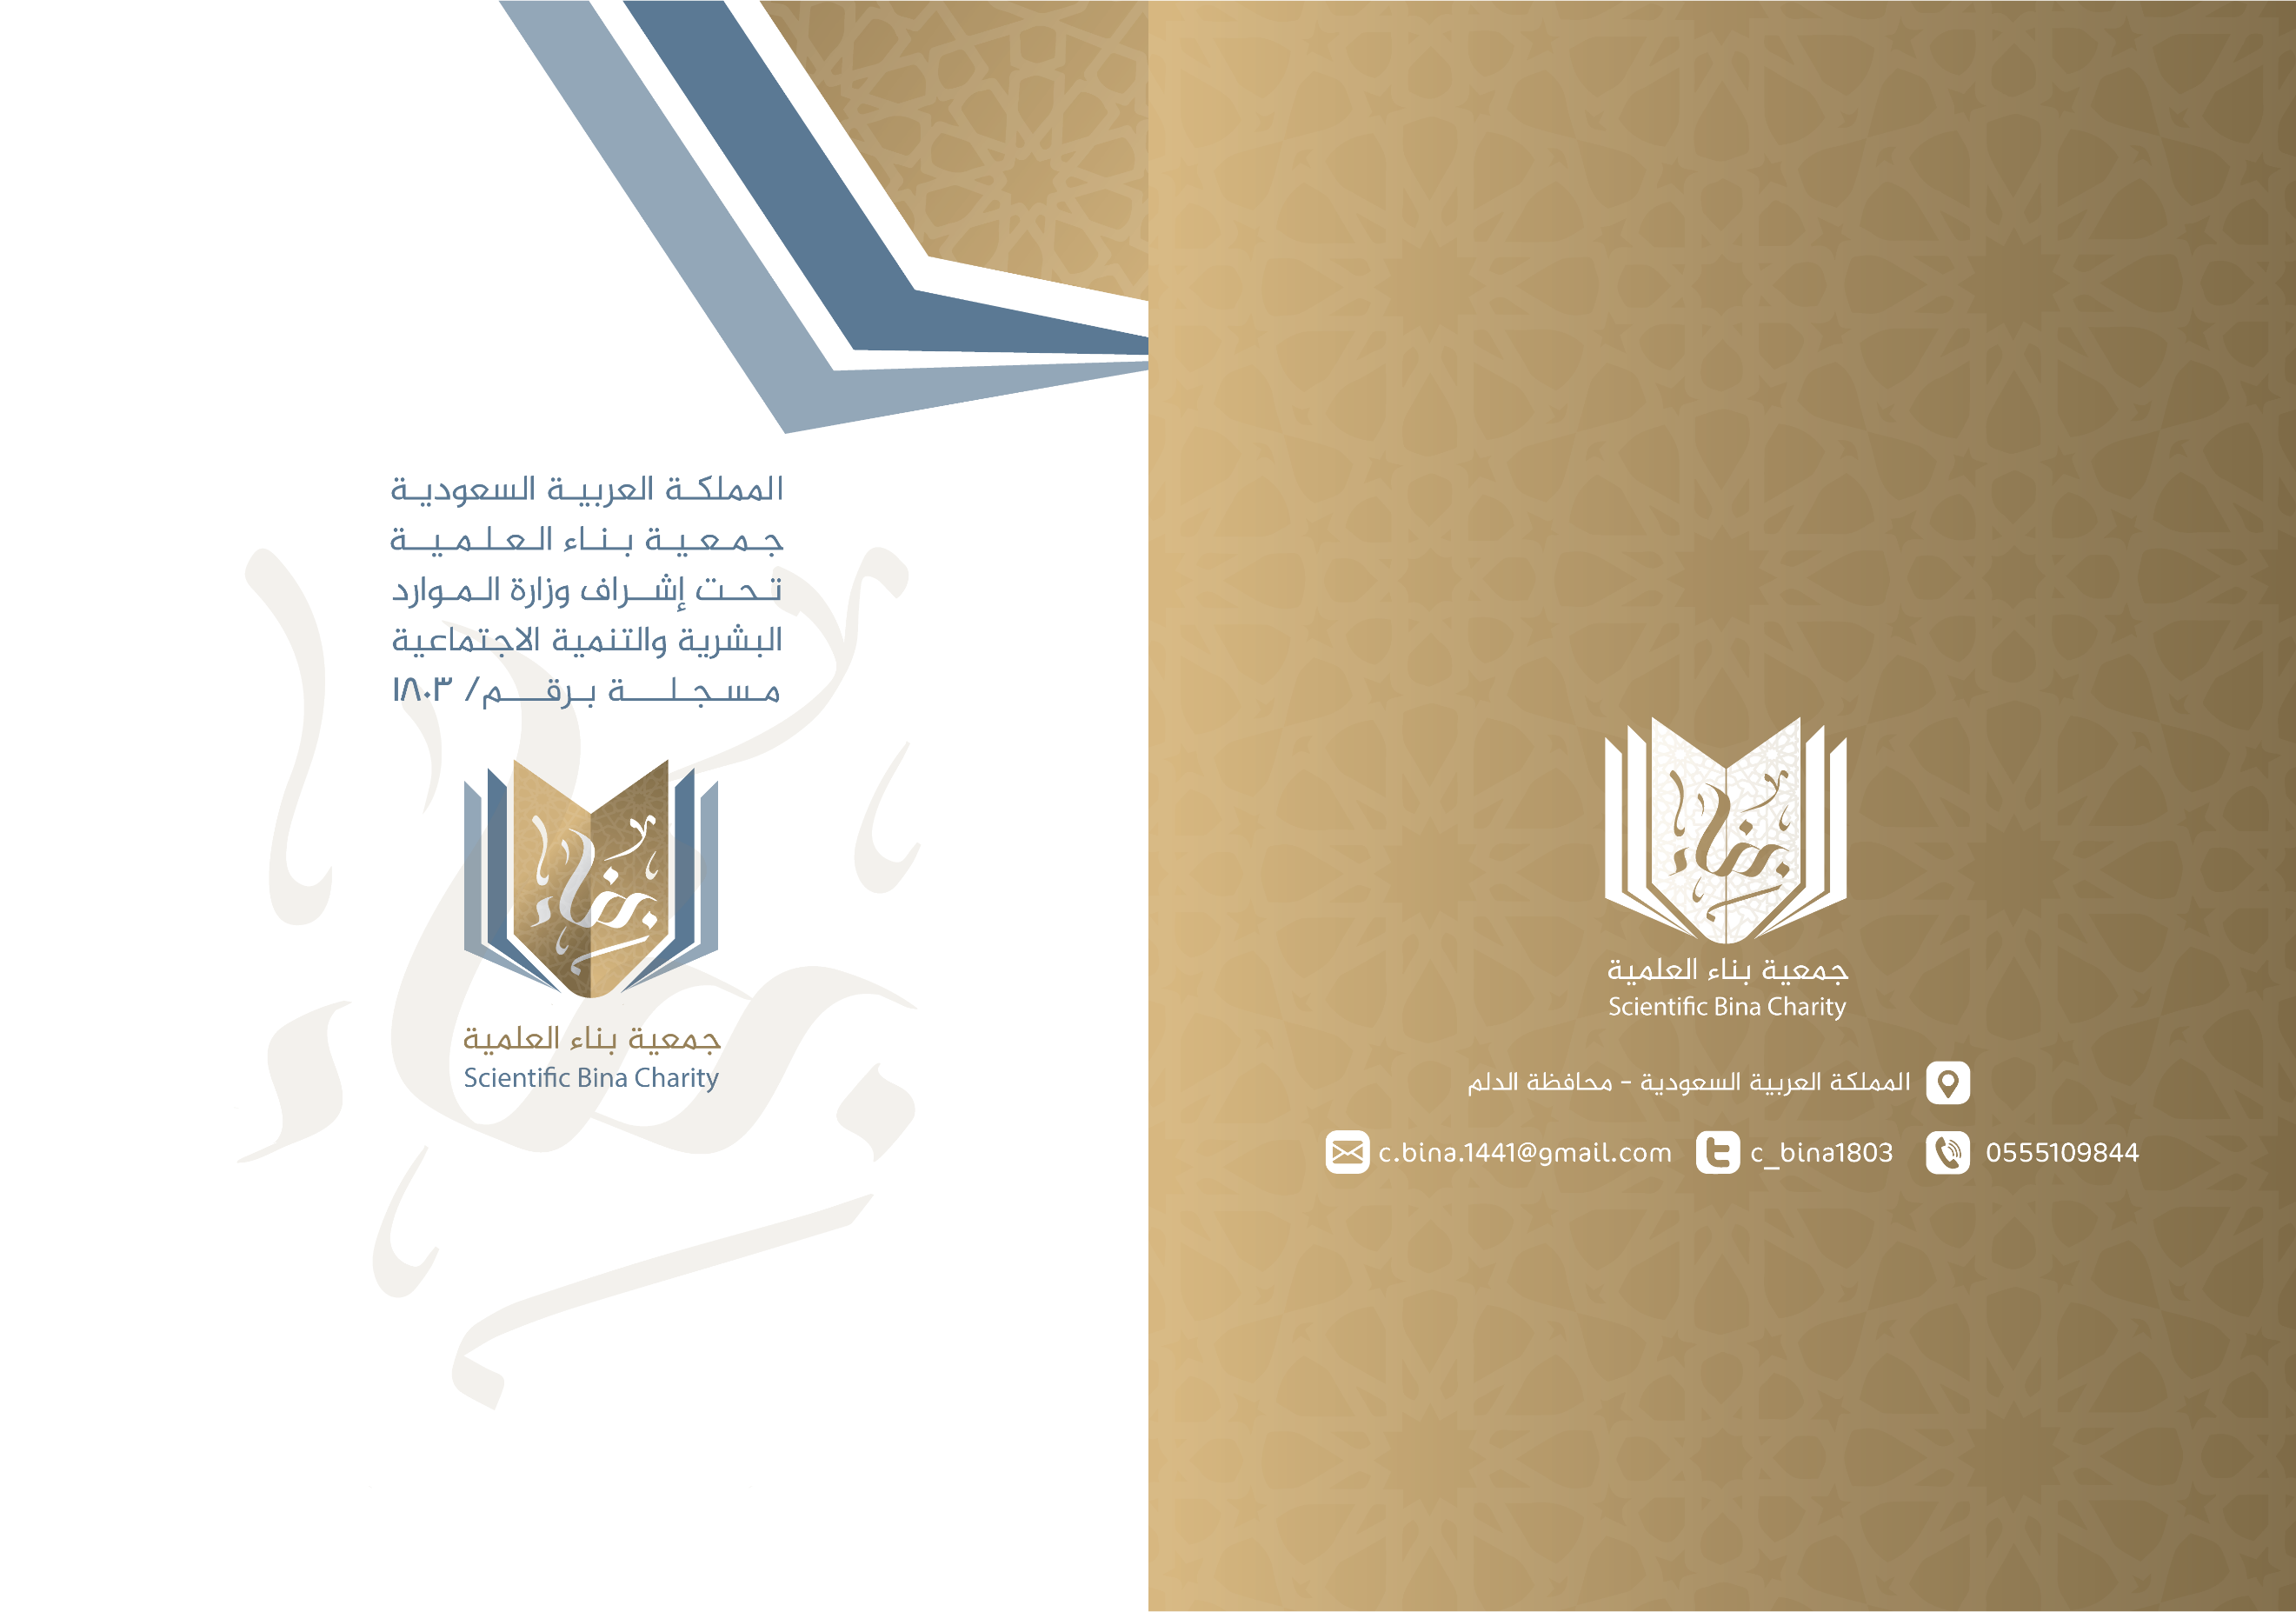 المملكة العربية السعودية
جمعية بناء العلمية
تحت إشراف وزارة الموارد
البشرية والتنمية الاجتماعية
مسجلة برقم/ ١٨٠٣
بناء
جمعية بناء العلمية
Scientific Bina Charity
بناء
جمعية بناء العلمية
Scientific Bina Charity
المملكة العربية السعودية - محافظة الدلم
c.bina.1441@gmail.com c_bina1803 0555109844